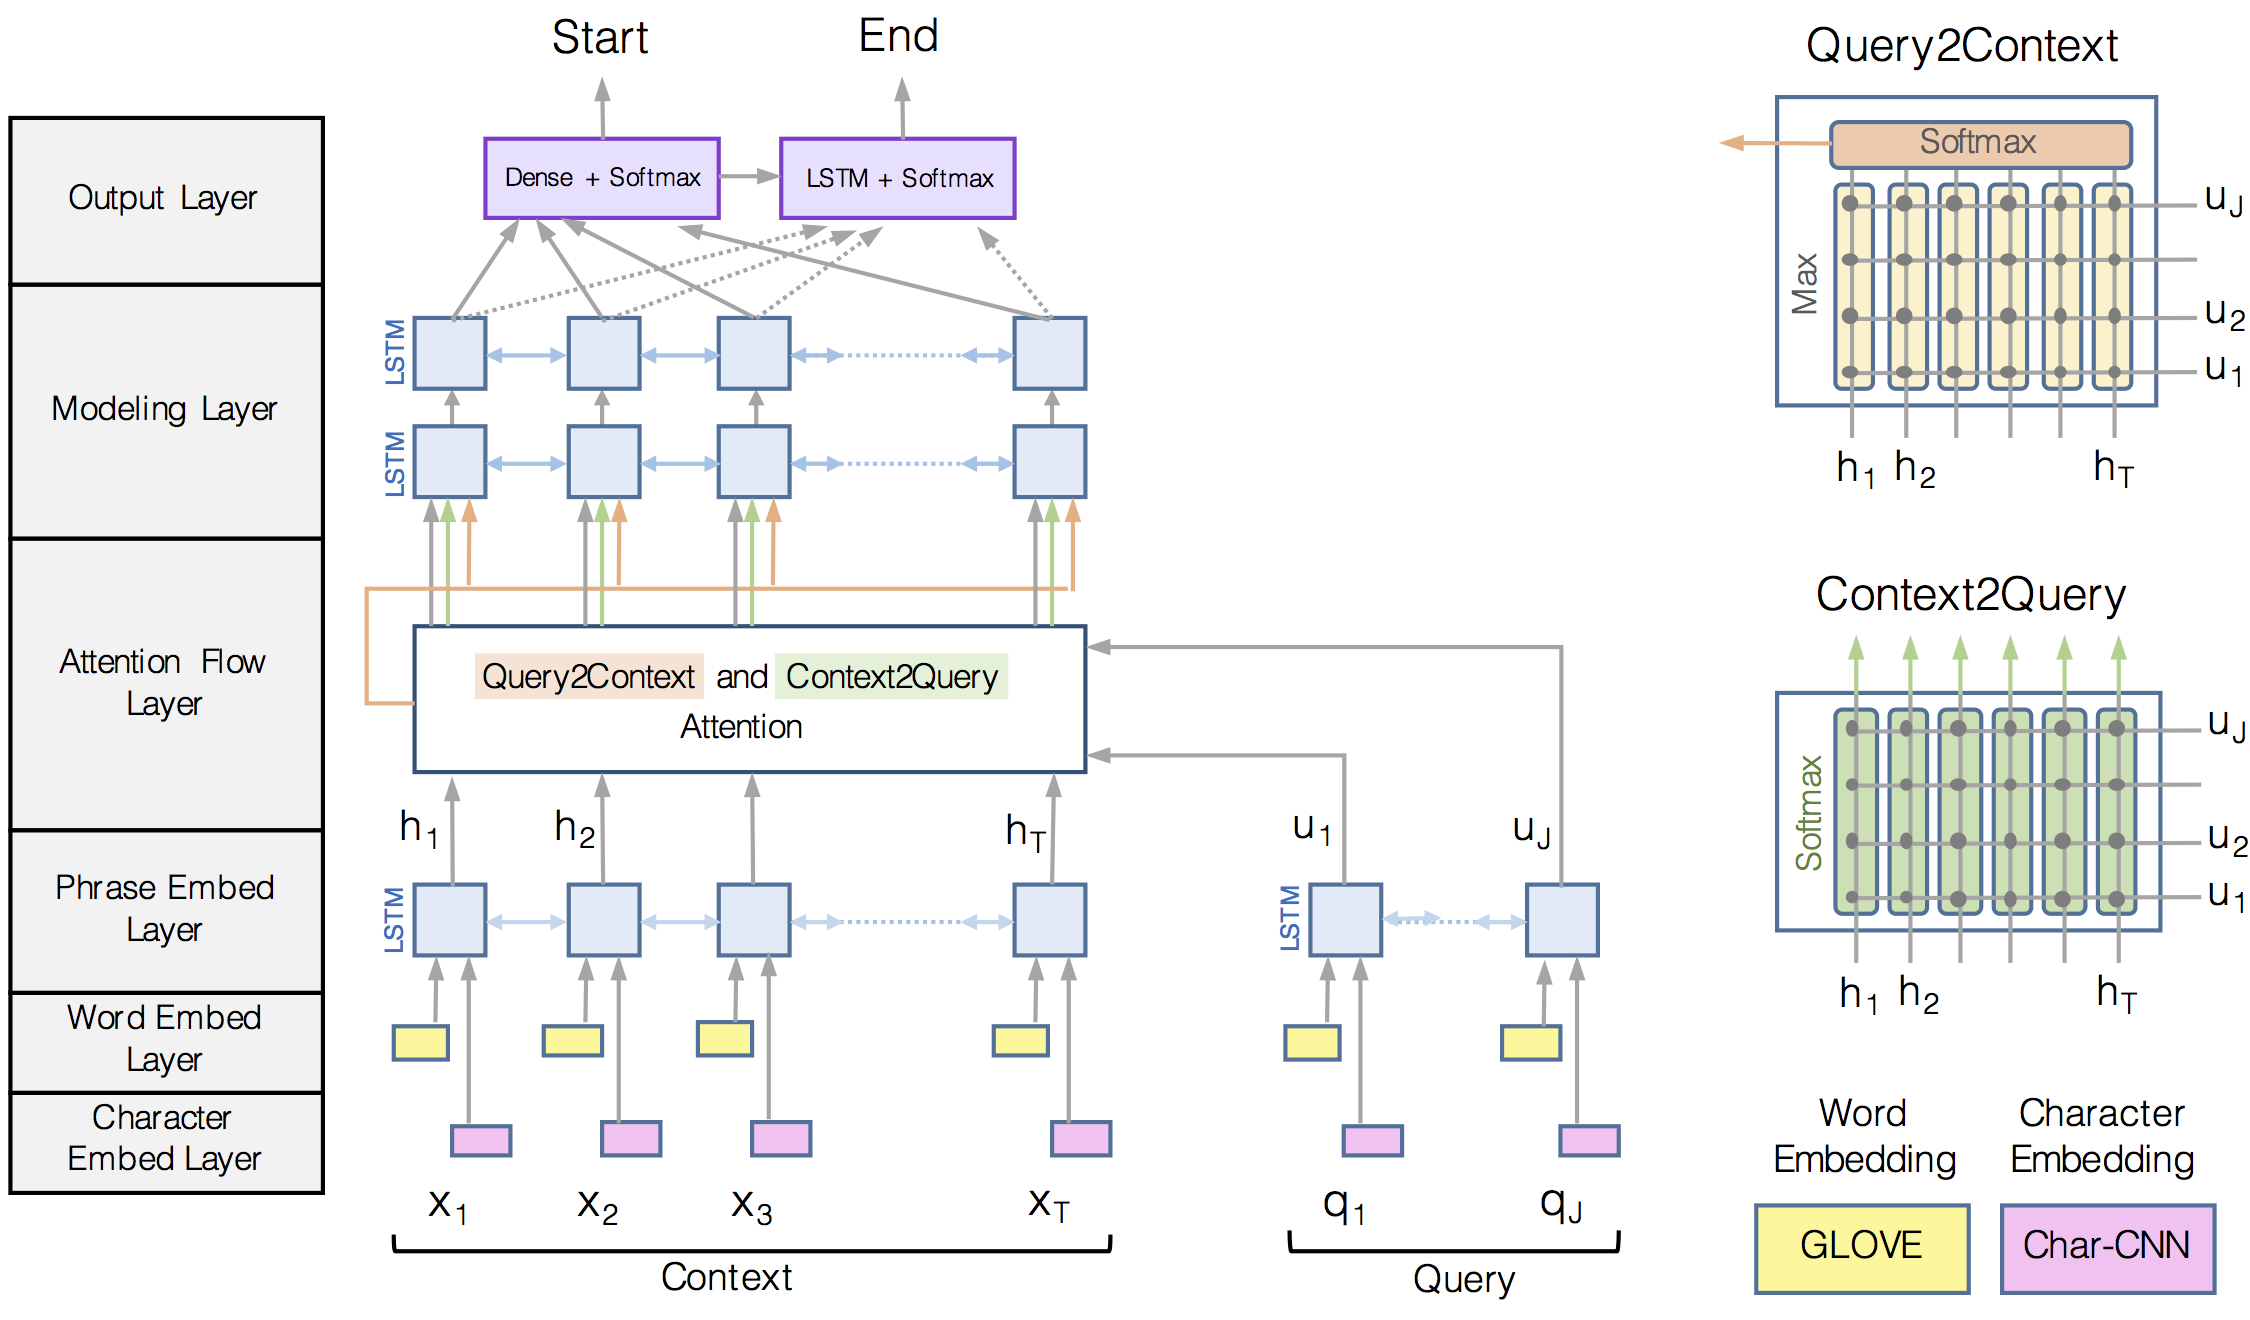 Start
End
Output Layer
Dense + Softmax
LSTM + Softmax
Modeling Layer
LSTM
LSTM
Attention Flow
Layer
Query2Context and Context2Query
Attention
h1
h2
hT
u1
uJ
Phrase Embed
Layer
LSTM
LSTM
Word Embed
Layer
Character
Embed Layer
x1
x2
x3
xT
q1
qJ
Context
Query
Query2Context
Softmax
Max
uJ
u2
u1
h1
h2
hT
Context2Query
Softmax
uJ
u2
u1
h1
h2
hT
Word
Embedding
GLOVE
Character
Embedding
Char-CNN